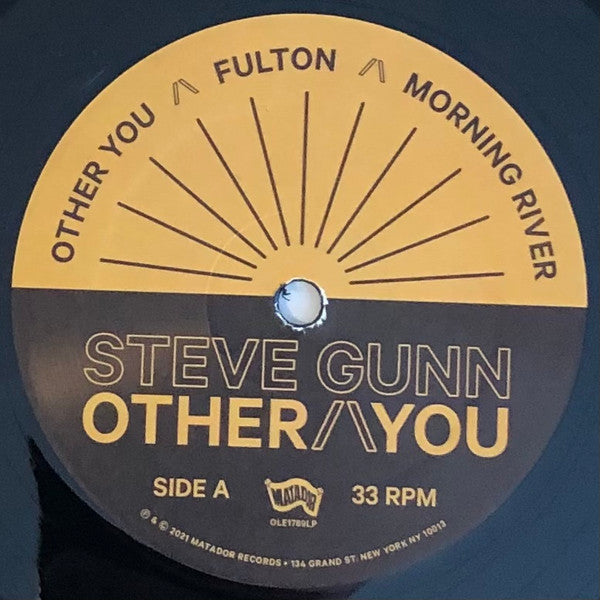 OTHER YOU /\ FULTON /\ MORNING RIVER
STEVE GUNN
OTHER/\YOU
SIDE A MATADOR 33 RPM
OLE1789LP
℗ & © 2021 MATADOR RECORDS • 134 GRAND ST. NEW YORK NY 10013